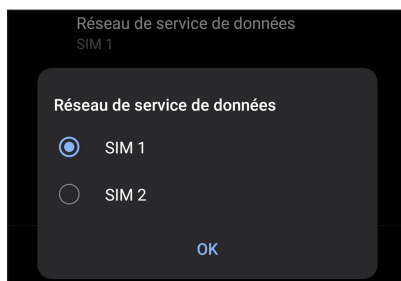 Réseau de service de données
SIM 1
Réseau de service de données
SIM 1
SIM 2
OK